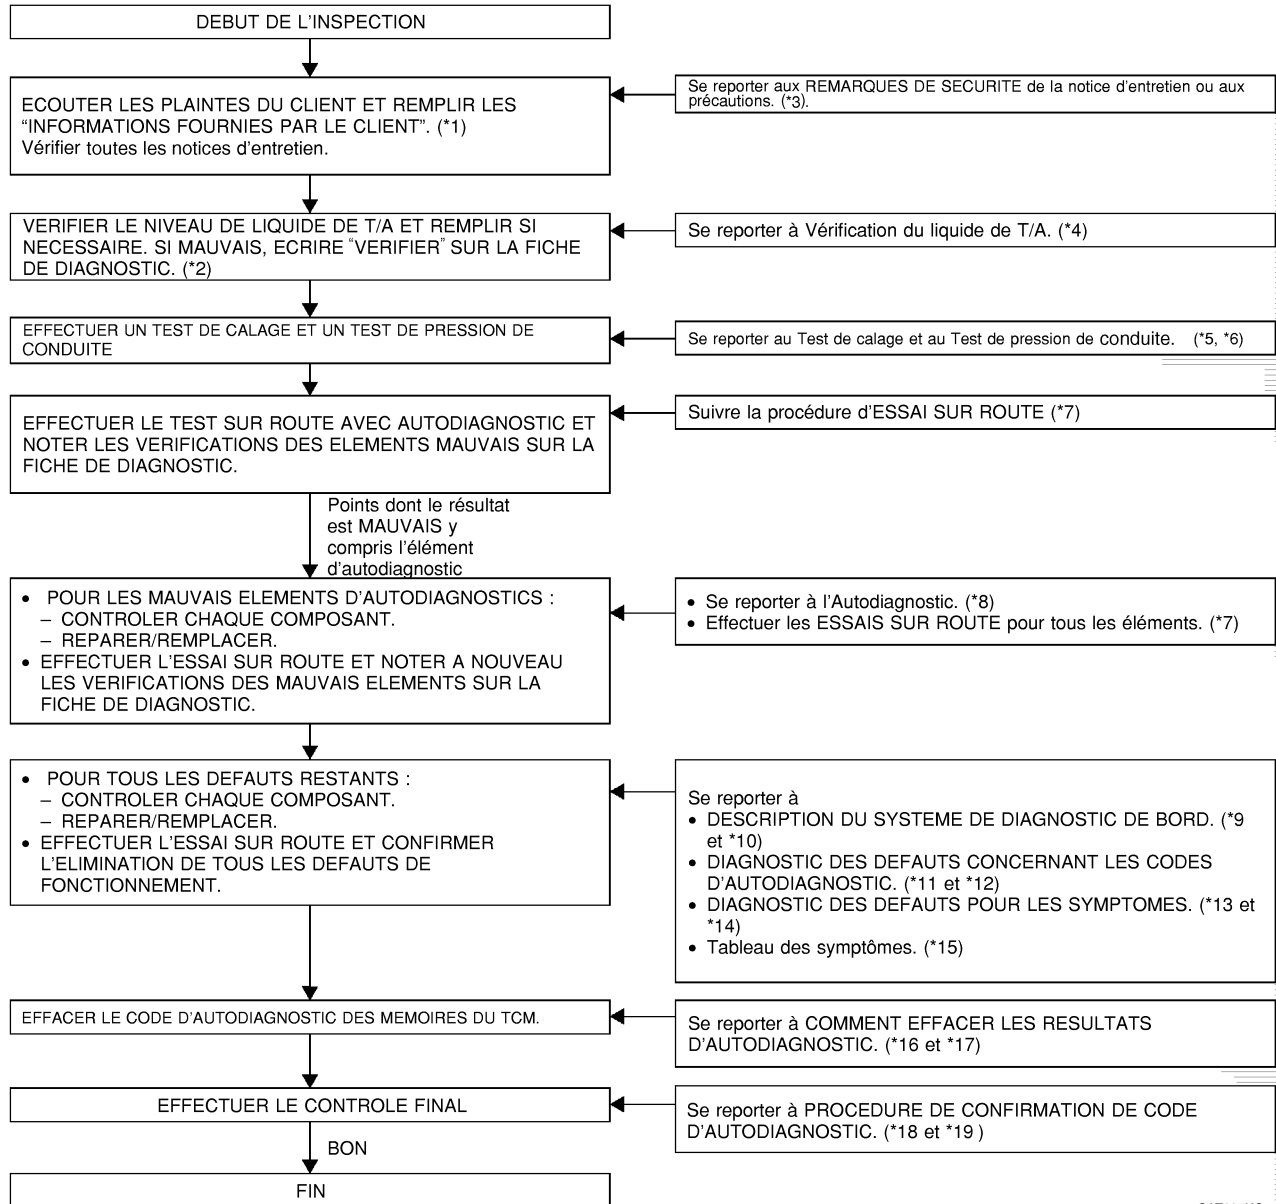 DEBUT DE L'INSPECTION
ECOUTER LES PLAINTES DU CLIENT ET REMPLIR LES
“INFORMATIONS FOURNIES PAR LE CLIENT”. (*1)
Vérifier toutes les notices d'entretien.
Se reporter aux REMARQUES DE SECURITE de la notice d'entretien ou aux
précautions. (*3).
VERIFIER LE NIVEAU DE LIQUIDE DE T/A ET REMPLIR SI
NECESSAIRE. SI MAUVAIS, ECRIRE “VERIFIER” SUR LA FICHE
DE DIAGNOSTIC. (*2)
Se reporter à Vérification du liquide de T/A. (*4)
EFFECTUER UN TEST DE CALAGE ET UN TEST DE PRESSION DE
CONDUITE
Se reporter au Test de calage et au Test de pression de conduite. (*5, *6)
EFFECTUER LE TEST SUR ROUTE AVEC AUTODIAGNOSTIC ET
NOTER LES VERIFICATIONS DES ELEMENTS MAUVAIS SUR LA
FICHE DE DIAGNOSTIC.
Suivre la procédure d'ESSAI SUR ROUTE (*7)
Points dont le résultat
est MAUVAIS y
compris l'élément
d'autodiagnostic
• POUR LES MAUVAIS ELEMENTS D'AUTODIAGNOSTICS :
– CONTROLER CHAQUE COMPOSANT.
– REPARER/REMPLACER.
• EFFECTUER L'ESSAI SUR ROUTE ET NOTER A NOUVEAU
LES VERIFICATIONS DES MAUVAIS ELEMENTS SUR LA
FICHE DE DIAGNOSTIC.
• Se reporter à l'Autodiagnostic. (*8)
• Effectuer les ESSAIS SUR ROUTE pour tous les éléments. (*7)
• POUR TOUS LES DEFAUTS RESTANTS :
– CONTROLER CHAQUE COMPOSANT.
– REPARER/REMPLACER.
• EFFECTUER L'ESSAI SUR ROUTE ET CONFIRMER
L'ELIMINATION DE TOUS LES DEFAUTS DE
FONCTIONNEMENT.
Se reporter à
• DESCRIPTION DU SYSTEME DE DIAGNOSTIC DE BORD. (*9
et *10)
• DIAGNOSTIC DES DEFAUTS CONCERNANT LES CODES
D'AUTODIAGNOSTIC. (*11 et *12)
• DIAGNOSTIC DES DEFAUTS POUR LES SYMPTOMES. (*13 et
*14)
• Tableau des symptômes. (*15)
EFFACER LE CODE D'AUTODIAGNOSTIC DES MEMOIRES DU TCM.
Se reporter à COMMENT EFFACER LES RESULTATS
D'AUTODIAGNOSTIC. (*16 et *17)
EFFECTUER LE CONTROLE FINAL
Se reporter à PROCEDURE DE CONFIRMATION DE CODE
D'AUTODIAGNOSTIC. (*18 et *19 )
BON
FIN